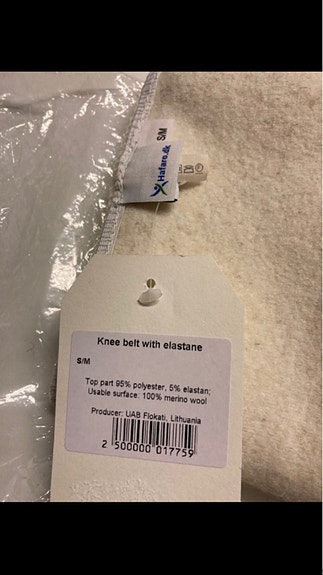 S/M
Hafaro.dk
Knee belt with elastane
S/M
Top part 95% polyester, 5% elastan;
Usable surface: 100% merino wool
Producer: UAB Flokati, Lithuania
2 500000 017759